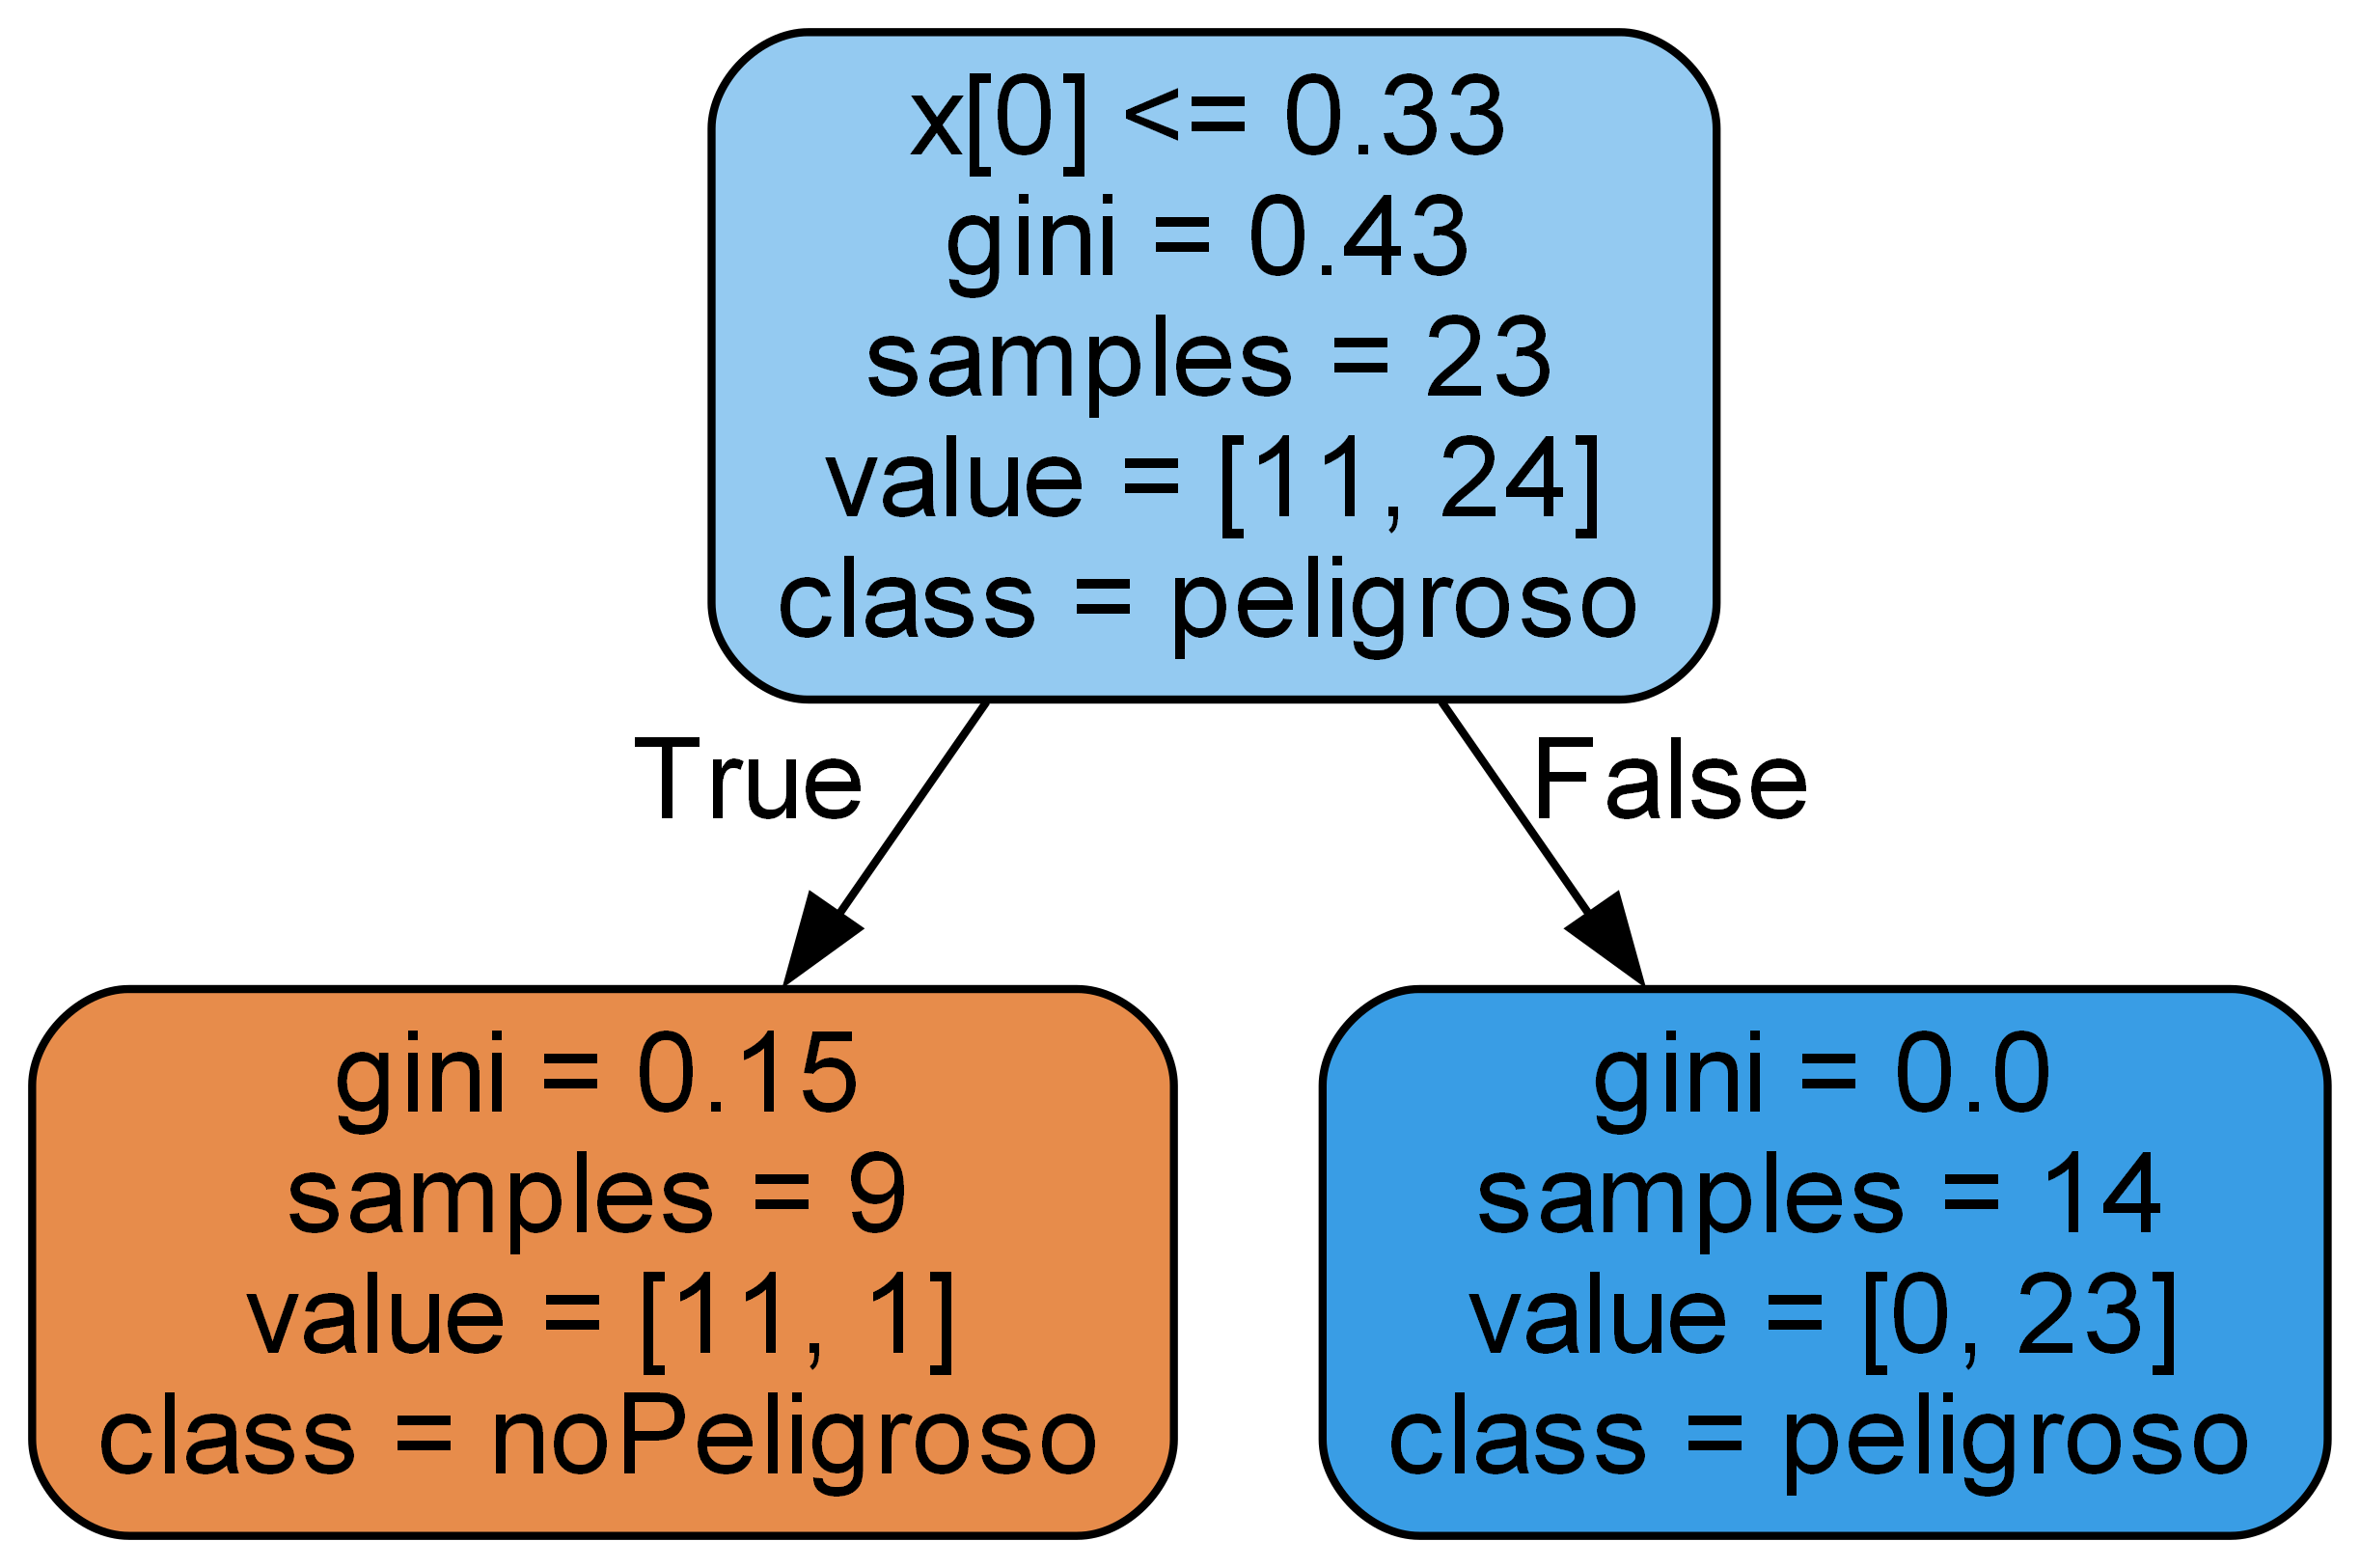 x[0] <= 0.33
gini = 0.43
samples = 23
value = [11, 24]
class = peligroso
True
False
gini = 0.15
samples = 9
value = [11, 1]
class = noPeligroso
gini = 0.0
samples = 14
value = [0, 23]
class = peligroso